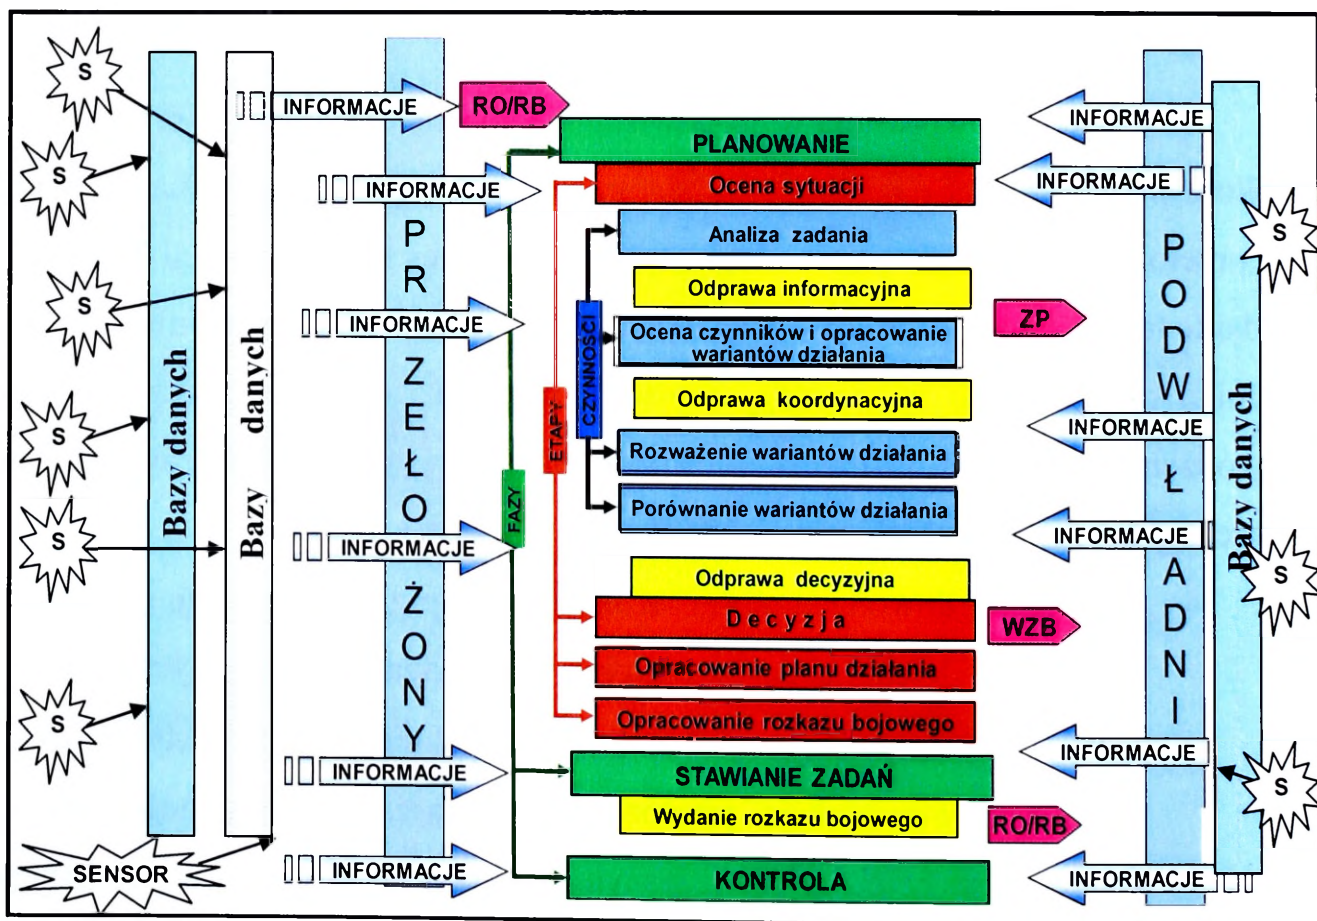 S
S
S
S
S
S
SENSOR
Bazy danych
Bazy danych
INFORMACJE
INFORMACJE
INFORMACJE
INFORMACJE
INFORMACJE
INFORMACJE
PRZEŁOŻONY
RO/RB
PLANOWANIE
Ocena sytuacji
Analiza zadania
Odprawa informacyjna
Ocena czynników i opracowanie
wariantów działania
Odprawa koordynacyjna
Rozważenie wariantów działania
Porównanie wariantów działania
Odprawa decyzyjna
Decyzja
Opracowanie planu działania
Opracowanie rozkazu bojowego
STAWIANIE ZADAŃ
Wydanie rozkazu bojowego
KONTROLA
FAZY
ETAPY
CZYNNOŚCI
ZP
WZB
RO/RB
INFORMACJE
INFORMACJE
INFORMACJE
INFORMACJE
INFORMACJE
INFORMACJE
PODWŁADNI
Bazy danych
S
S
S